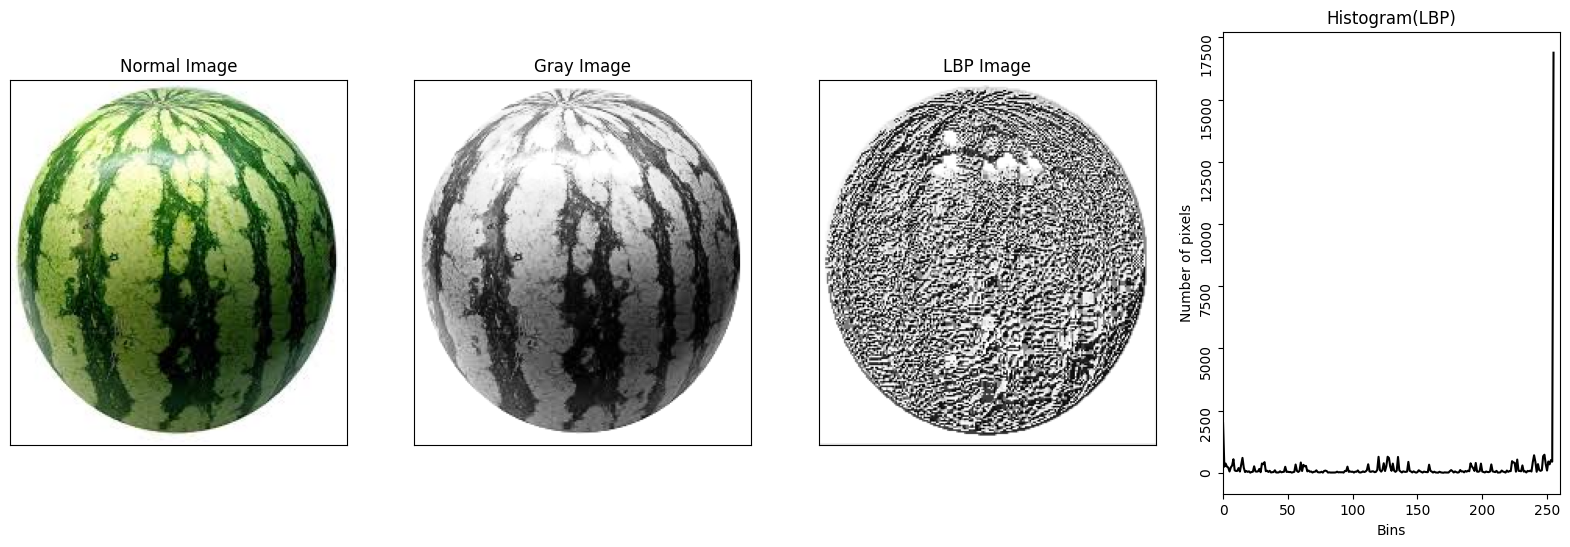 Normal Image
Gray Image
LBP Image
Histogram(LBP)
Number of pixels
17500
15000
12500
10000
7500
5000
2500
0
0 50 100 150 200 250
Bins